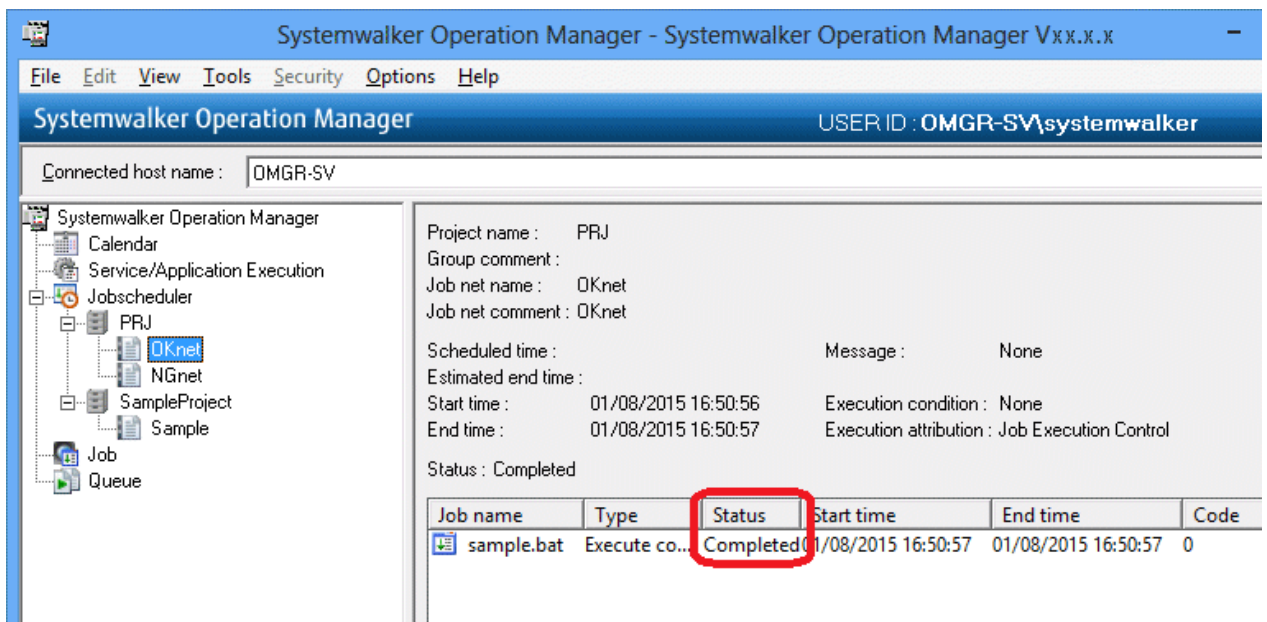 Systemwalker Operation Manager - Systemwalker Operation Manager Vxx.x.x
File Edit View Tools Security Options Help
Systemwalker Operation Manager USER ID : OMGR-SV\systemwalker
Connected host name : OMGR-SV
Systemwalker Operation Manager
Calendar
Service/Application Execution
Jobscheduler
PRJ
OKnet
NGnet
SampleProject
Sample
Job
Queue
Project name : PRJ
Group comment :
Job net name : OKnet
Job net comment : OKnet
Scheduled time : Message : None
Estimated end time :
Start time : 01/08/2015 16:50:56 Execution condition : None
End time : 01/08/2015 16:50:57 Execution attribution : Job Execution Control
Status : Completed
Job name Type Status Start time End time Code
sample.bat Execute co... Completed 01/08/2015 16:50:57 01/08/2015 16:50:57 0